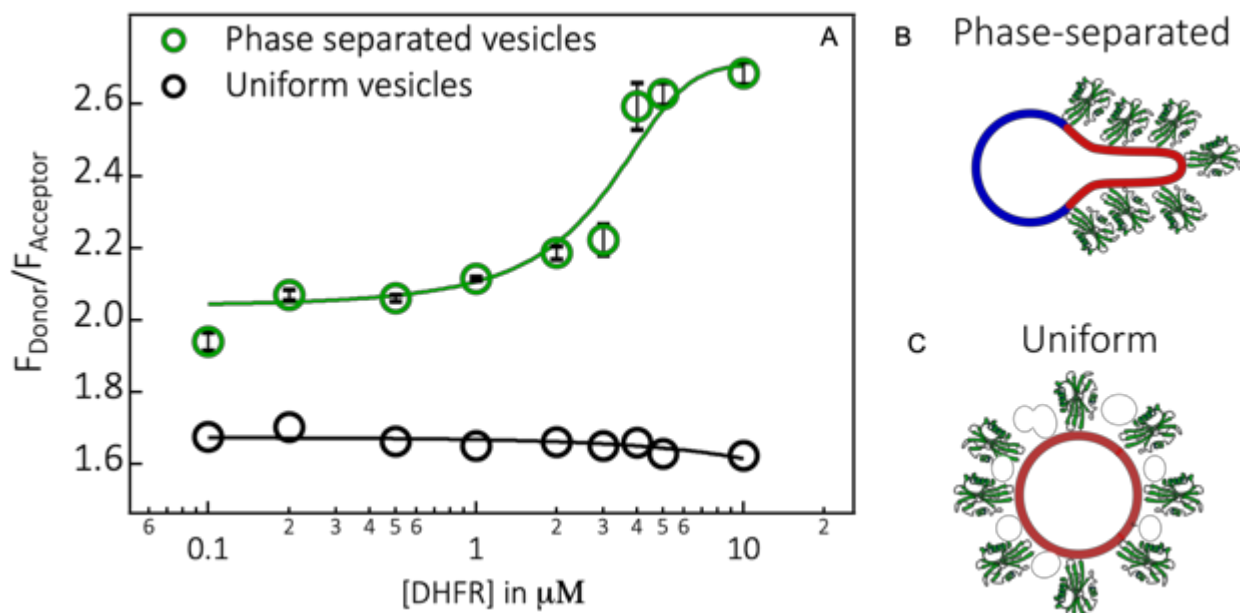 Phase separated vesicles
Uniform vesicles
A
2.6
2.4
2.2
2.0
1.8
1.6
F_Donor/F_Acceptor
6 2 3 4 5 6 2 3 4 5 6 2
0.1 1 10
[DHFR] in μM
B Phase-separated
C Uniform